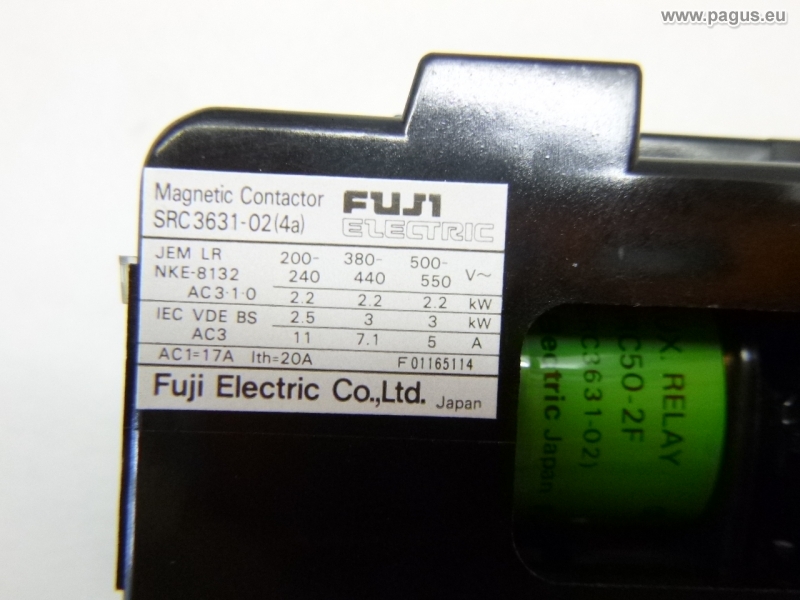 www.pagus.eu
Magnetic Contactor FUJI
SRC3631-02(4a) ELECTRIC
JEM LR 200- 380- 500-
NKE-8132 240 440 550 V~
AC3·1·0 2.2 2.2 2.2 kW
IEC VDE BS 2.5 3 3 kW
AC3 11 7.1 5 A
AC1=17A Ith=20A F01165114
Fuji Electric Co.,Ltd. Japan
RELAY
C50-2F
C3631-02)
ectric Japan